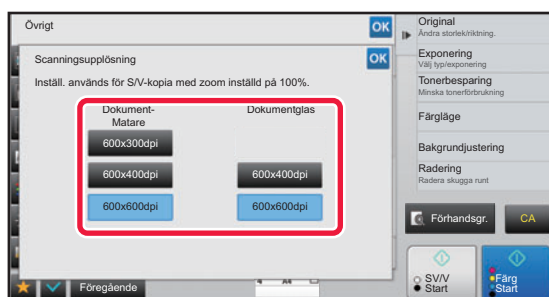 Övrigt
OK
Scanningsupplösning
OK
Inställ. används för S/V-kopia med zoom inställd på 100%.
Dokument-
Matare
Dokumentglas
600x300dpi
600x400dpi
600x400dpi
600x600dpi
600x600dpi
Föregående
A4
Original
Ändra storlek/riktning.
Exponering
Välj typ/exponering
Tonerbesparing
Minska tonerförbrukning
Färgläge
Bakgrundjustering
Radering
Radera skugga runt
Förhandsgr.
CA
SV/V
Start
Färg
Start